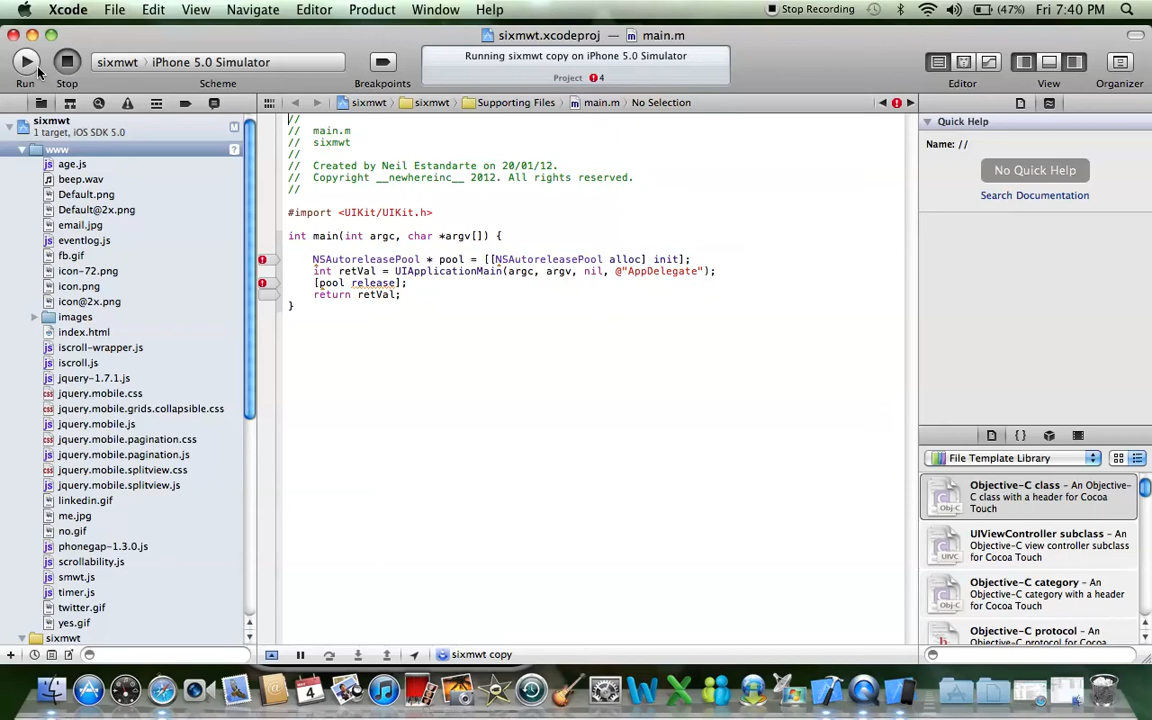 Xcode File Edit View Navigate Editor Product Window Help Stop Recording (47%) Fri 7:40 PM
sixmwt.xcodeproj — main.m
sixmwt iPhone 5.0 Simulator
Running sixmwt copy on iPhone 5.0 Simulator
Project 4
Run Stop Scheme Breakpoints Editor View Organizer
sixmwt sixmwt Supporting Files main.m No Selection
sixmwt
1 target, iOS SDK 5.0
M
www
?
age.js
beep.wav
Default.png
Default@2x.png
email.jpg
eventlog.js
fb.gif
icon-72.png
icon.png
icon@2x.png
images
index.html
iscroll-wrapper.js
iscroll.js
jquery-1.7.1.js
jquery.mobile.css
jquery.mobile.grids.collapsible.css
jquery.mobile.js
jquery.mobile.pagination.css
jquery.mobile.pagination.js
jquery.mobile.splitview.css
jquery.mobile.splitview.js
linkedin.gif
me.jpg
no.gif
phonegap-1.3.0.js
scrollability.js
smwt.js
timer.js
twitter.gif
yes.gif
sixmwt
//
// main.m
// sixmwt
//
// Created by Neil Estandarte on 20/01/12.
// Copyright __newhereinc__ 2012. All rights reserved.
//
#import <UIKit/UIKit.h>
int main(int argc, char *argv[]) {
NSAutoreleasePool * pool = [[NSAutoreleasePool alloc] init];
int retVal = UIApplicationMain(argc, argv, nil, @"AppDelegate");
[pool release];
return retVal;
}
sixmwt copy
Quick Help
Name: //
No Quick Help
Search Documentation
File Template Library
Objective-C class - An Objective-
C class with a header for Cocoa
Touch
UIViewController subclass - An
Objective-C view controller subclass
for Cocoa Touch
Objective-C category - An
Objective-C category with a header
for Cocoa Touch
Objective-C protocol - An
Objective-C protocol for Cocoa